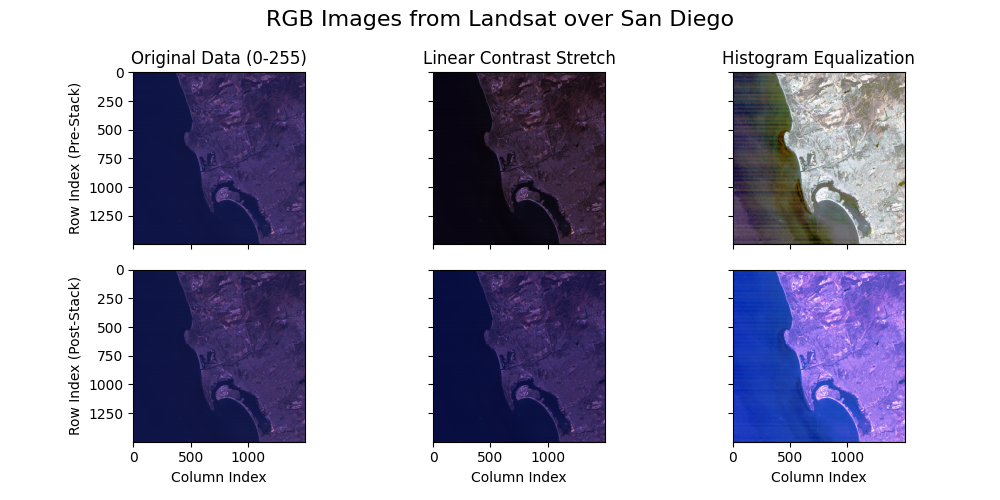 RGB Images from Landsat over San Diego
Original Data (0-255)
Linear Contrast Stretch
Histogram Equalization
Row Index (Pre-Stack)
0
250
500
750
1000
1250
Row Index (Post-Stack)
0
250
500
750
1000
1250
0 500 1000
0 500 1000
0 500 1000
Column Index
Column Index
Column Index